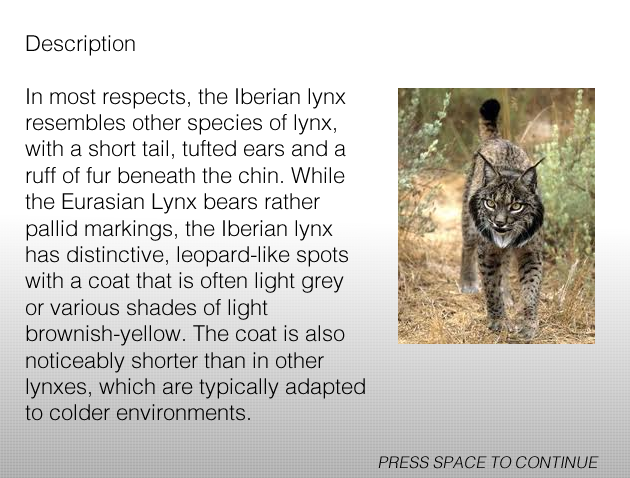 Description
In most respects, the Iberian lynx
resembles other species of lynx,
with a short tail, tufted ears and a
ruff of fur beneath the chin. While
the Eurasian Lynx bears rather
pallid markings, the Iberian lynx
has distinctive, leopard-like spots
with a coat that is often light grey
or various shades of light
brownish-yellow. The coat is also
noticeably shorter than in other
lynxes, which are typically adapted
to colder environments.
PRESS SPACE TO CONTINUE